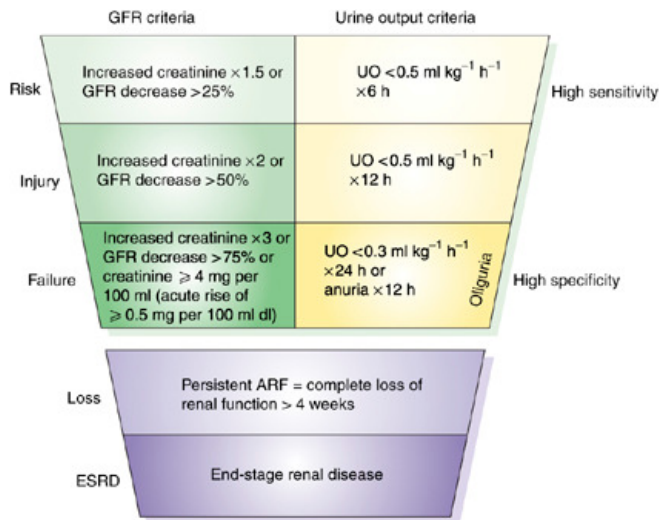 GFR criteria
Urine output criteria
Risk
Increased creatinine ×1.5 or
GFR decrease >25%
UO <0.5 ml kg⁻¹ h⁻¹
×6 h
High sensitivity
Injury
Increased creatinine ×2 or
GFR decrease >50%
UO <0.5 ml kg⁻¹ h⁻¹
×12 h
Failure
Increased creatinine ×3 or
GFR decrease >75% or
creatinine ⩾ 4 mg per
100 ml (acute rise of
⩾ 0.5 mg per 100 ml dl)
UO <0.3 ml kg⁻¹ h⁻¹
×24 h or
anuria ×12 h
Oliguria
High specificity
Loss
Persistent ARF = complete loss of
renal function > 4 weeks
ESRD
End-stage renal disease